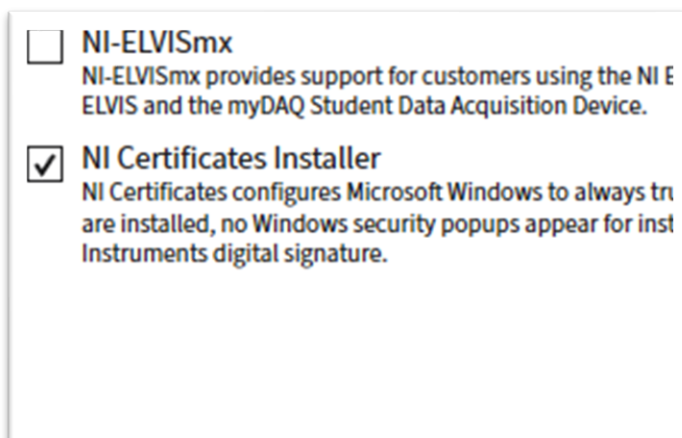 NI-ELVISmx
NI-ELVISmx provides support for customers using the NI E
ELVIS and the myDAQ Student Data Acquisition Device.
NI Certificates Installer
NI Certificates configures Microsoft Windows to always tru
are installed, no Windows security popups appear for inst
Instruments digital signature.